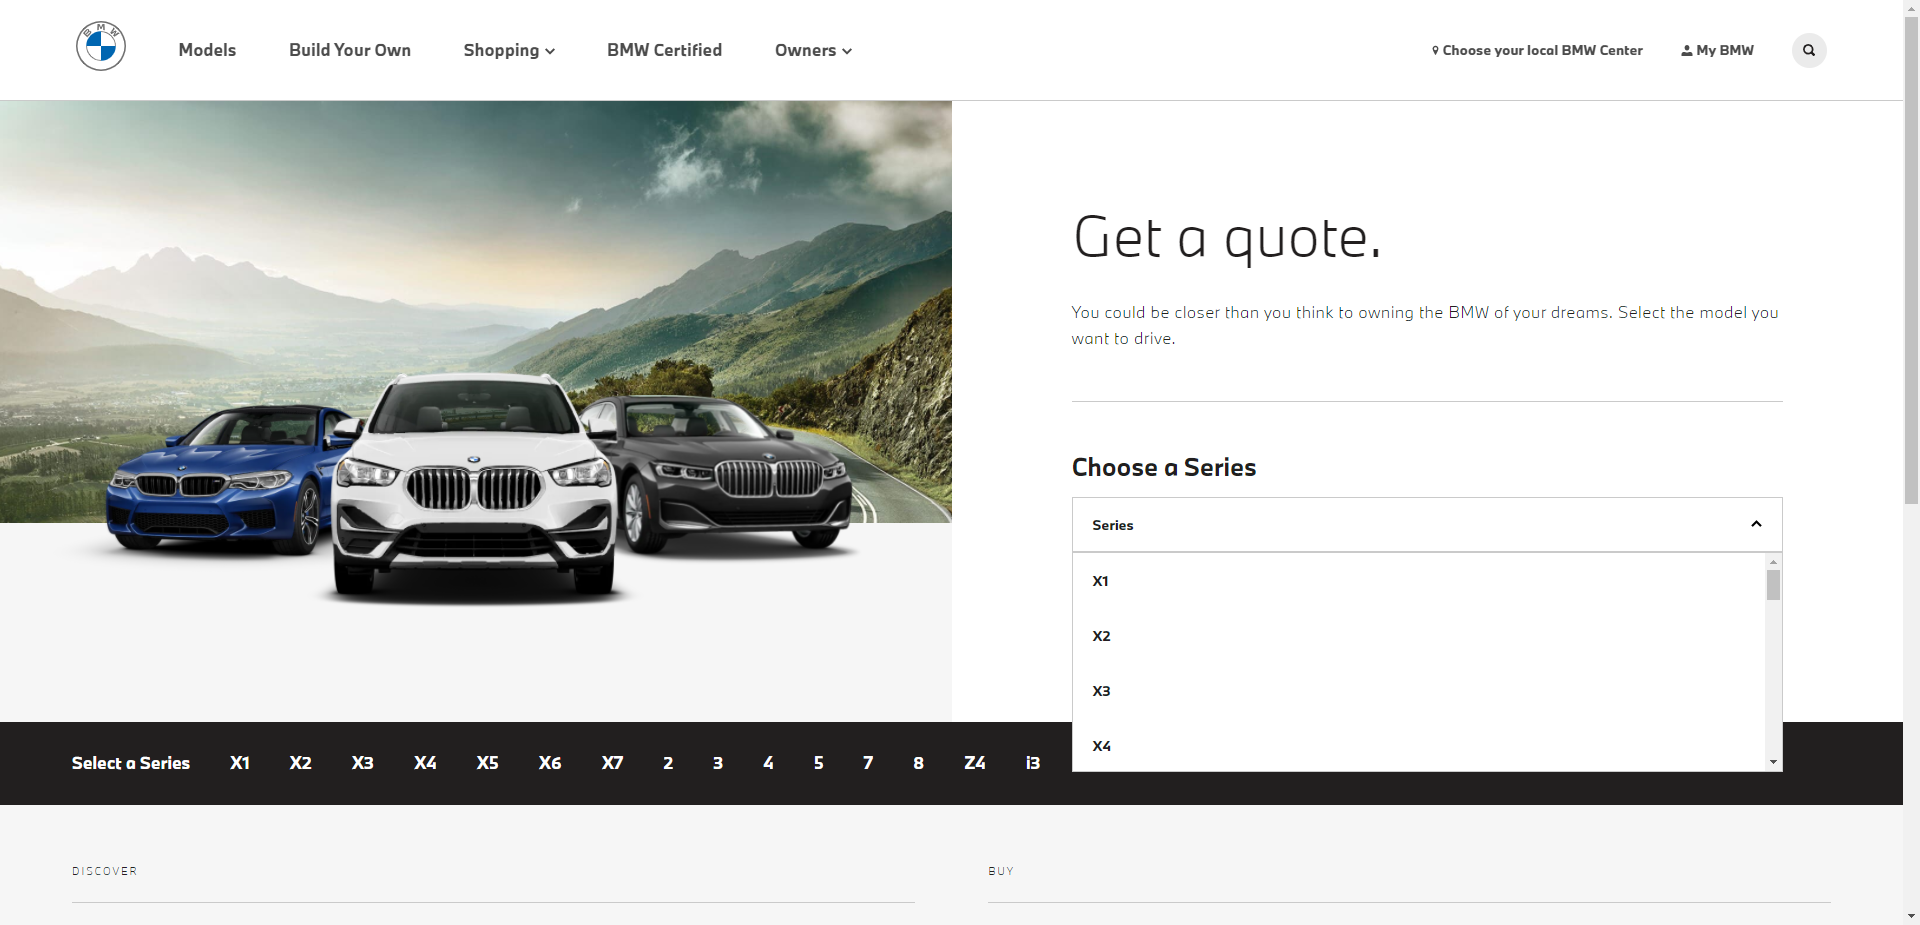 BMW
Models
Build Your Own
Shopping
BMW Certified
Owners
Choose your local BMW Center
My BMW
Get a quote.
You could be closer than you think to owning the BMW of your dreams. Select the model you
want to drive.
Choose a Series
Series
X1
X2
X3
X4
Select a Series
X1
X2
X3
X4
X5
X6
X7
2
3
4
5
7
8
Z4
i3
DISCOVER
BUY